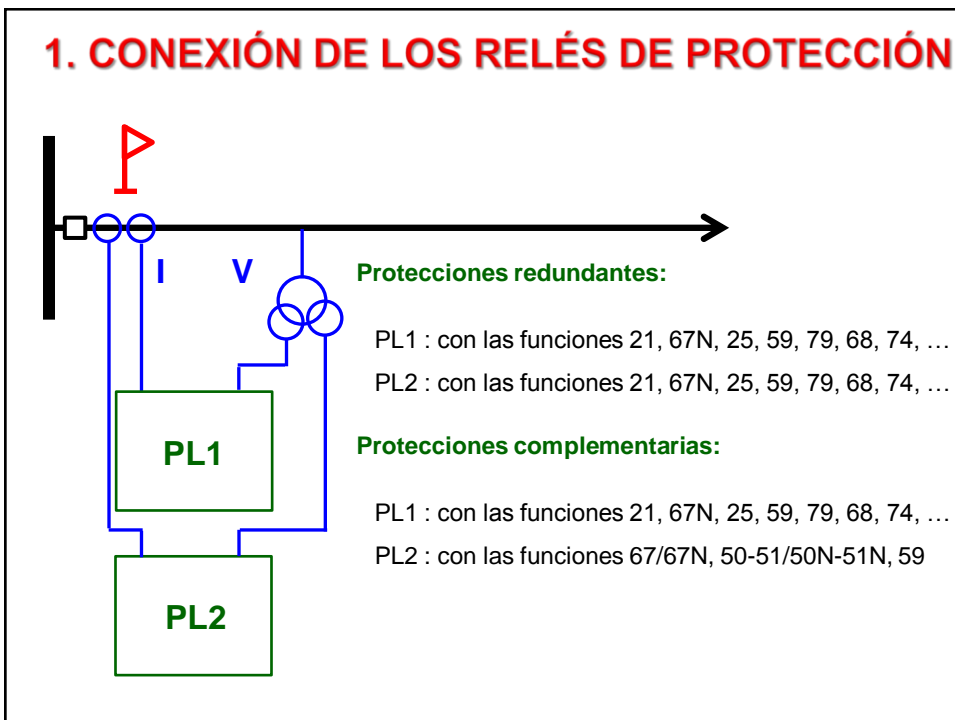 1. CONEXIÓN DE LOS RELÉS DE PROTECCIÓN
I
V
Protecciones redundantes:
PL1 : con las funciones 21, 67N, 25, 59, 79, 68, 74, …
PL2 : con las funciones 21, 67N, 25, 59, 79, 68, 74, …
PL1
Protecciones complementarias:
PL1 : con las funciones 21, 67N, 25, 59, 79, 68, 74, …
PL2 : con las funciones 67/67N, 50-51/50N-51N, 59
PL2